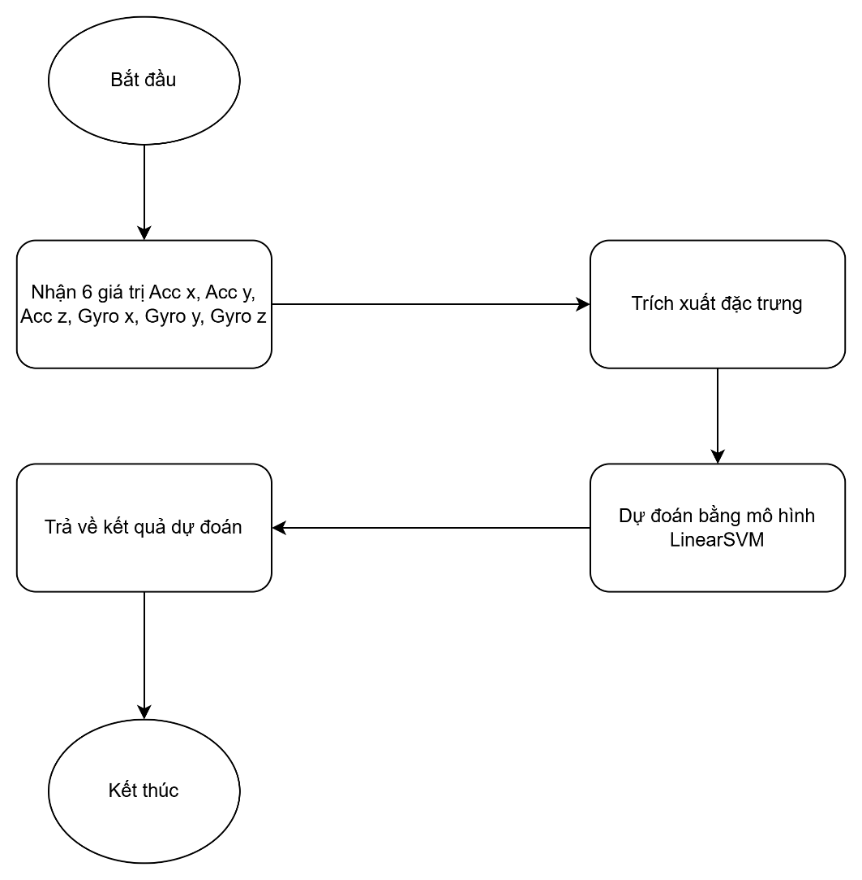 Bắt đầu
Nhận 6 giá trị Acc x, Acc y,
Acc z, Gyro x, Gyro y, Gyro z
Trích xuất đặc trưng
Dự đoán bằng mô hình
LinearSVM
Trả về kết quả dự đoán
Kết thúc